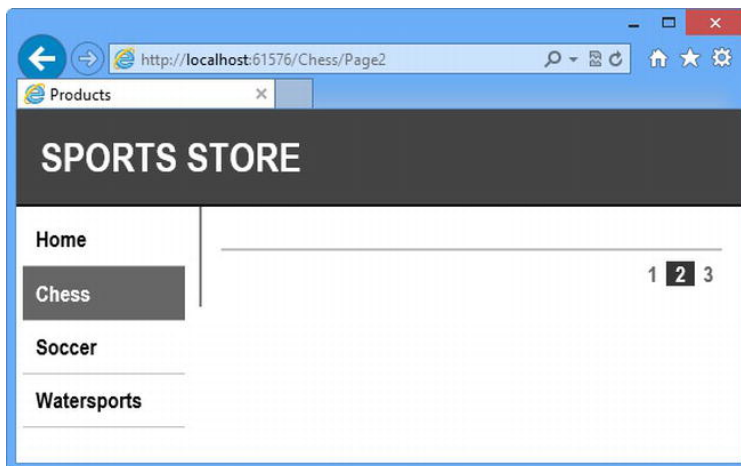 http://localhost:61576/Chess/Page2
Products
SPORTS STORE
Home
Chess
Soccer
Watersports
1 2 3